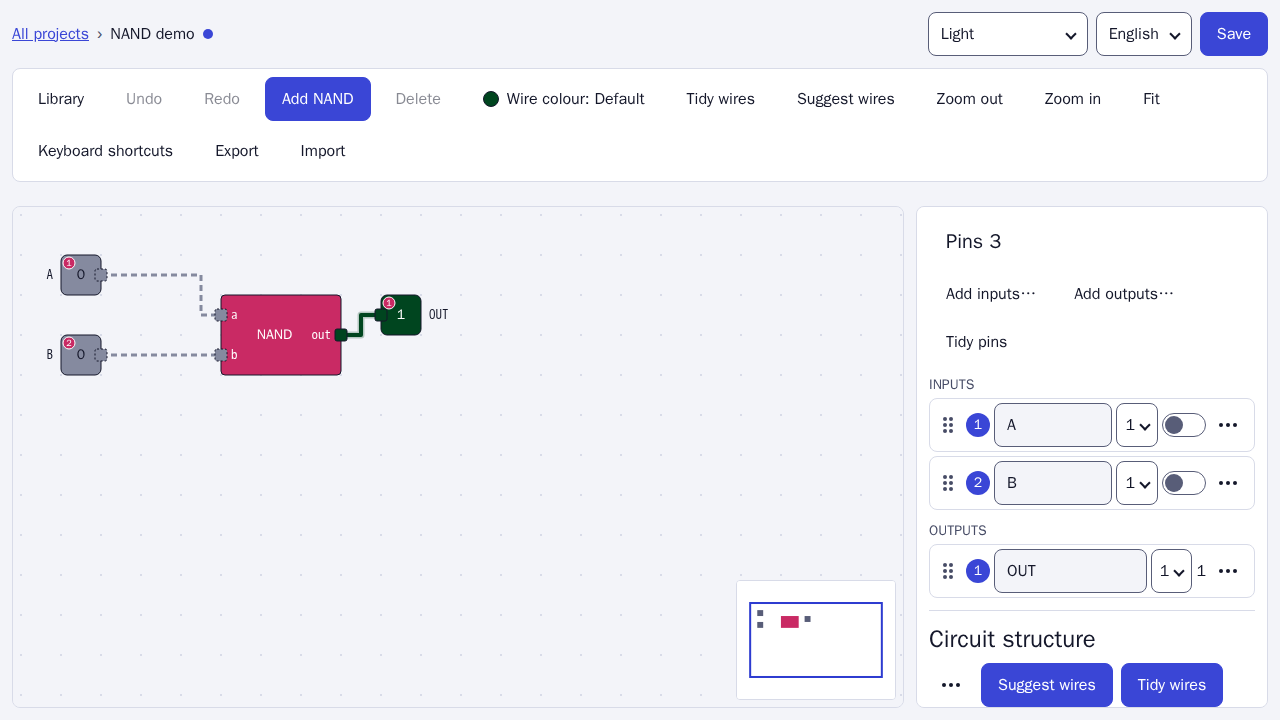 All projects › NAND demo
Light
English
Save
Library
Undo
Redo
Add NAND
Delete
Wire colour: Default
Tidy wires
Suggest wires
Zoom out
Zoom in
Fit
Keyboard shortcuts
Export
Import
A
1
0
B
2
0
a
b
NAND
out
1
1
OUT
Pins 3
Add inputs···
Add outputs···
Tidy pins
INPUTS
1
A
1
2
B
1
OUTPUTS
1
OUT
1
1
Circuit structure
Suggest wires
Tidy wires